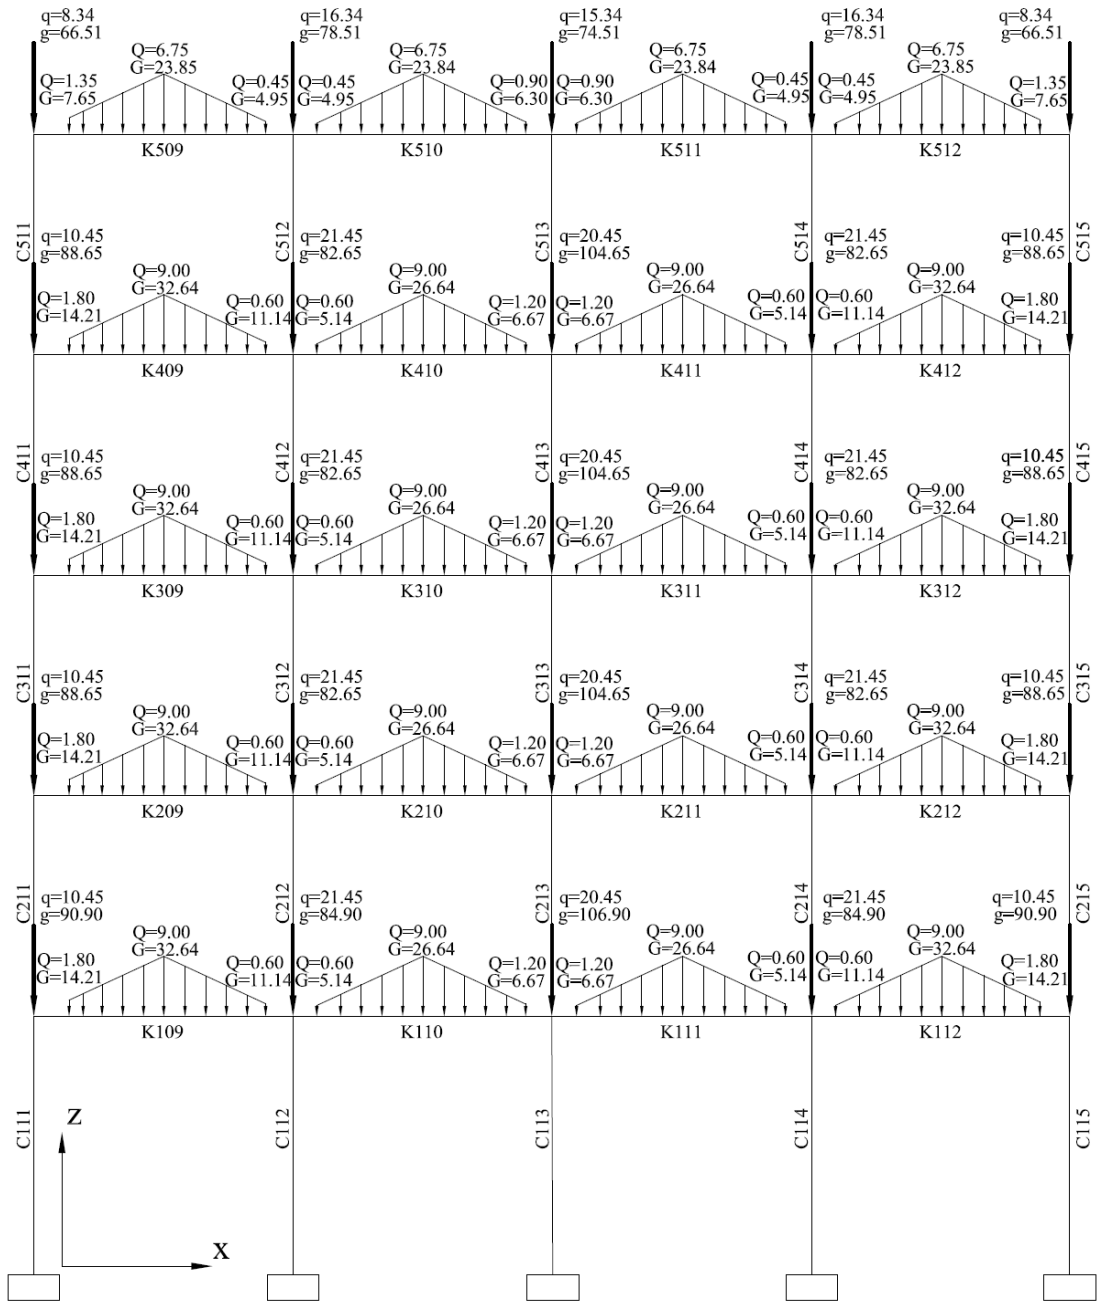 q=8.34
g=66.51
q=16.34
g=78.51
q=15.34
g=74.51
q=16.34
g=78.51
q=8.34
g=66.51
Q=6.75
G=23.85
Q=6.75
G=23.84
Q=6.75
G=23.84
Q=6.75
G=23.85
Q=1.35
G=7.65
Q=0.45
G=4.95
Q=0.45
G=4.95
Q=0.90
G=6.30
Q=0.90
G=6.30
Q=0.45
G=4.95
Q=0.45
G=4.95
Q=1.35
G=7.65
K509
K510
K511
K512
C511
C512
C513
C514
C515
q=10.45
g=88.65
q=21.45
g=82.65
q=20.45
g=104.65
q=21.45
g=82.65
q=10.45
g=88.65
Q=9.00
G=32.64
Q=9.00
G=26.64
Q=9.00
G=26.64
Q=9.00
G=32.64
Q=1.80
G=14.21
Q=0.60
G=11.14
Q=0.60
G=5.14
Q=1.20
G=6.67
Q=1.20
G=6.67
Q=0.60
G=5.14
Q=0.60
G=11.14
Q=1.80
G=14.21
K409
K410
K411
K412
C411
C412
C413
C414
C415
q=10.45
g=88.65
q=21.45
g=82.65
q=20.45
g=104.65
q=21.45
g=82.65
q=10.45
g=88.65
Q=9.00
G=32.64
Q=9.00
G=26.64
Q=9.00
G=26.64
Q=9.00
G=32.64
Q=1.80
G=14.21
Q=0.60
G=11.14
Q=0.60
G=5.14
Q=1.20
G=6.67
Q=1.20
G=6.67
Q=0.60
G=5.14
Q=0.60
G=11.14
Q=1.80
G=14.21
K309
K310
K311
K312
C311
C312
C313
C314
C315
q=10.45
g=88.65
q=21.45
g=82.65
q=20.45
g=104.65
q=21.45
g=82.65
q=10.45
g=88.65
Q=9.00
G=32.64
Q=9.00
G=26.64
Q=9.00
G=26.64
Q=9.00
G=32.64
Q=1.80
G=14.21
Q=0.60
G=11.14
Q=0.60
G=5.14
Q=1.20
G=6.67
Q=1.20
G=6.67
Q=0.60
G=5.14
Q=0.60
G=11.14
Q=1.80
G=14.21
K209
K210
K211
K212
C211
C212
C213
C214
C215
q=10.45
g=90.90
q=21.45
g=84.90
q=20.45
g=106.90
q=21.45
g=84.90
q=10.45
g=90.90
Q=9.00
G=32.64
Q=9.00
G=26.64
Q=9.00
G=26.64
Q=9.00
G=32.64
Q=1.80
G=14.21
Q=0.60
G=11.14
Q=0.60
G=5.14
Q=1.20
G=6.67
Q=1.20
G=6.67
Q=0.60
G=5.14
Q=0.60
G=11.14
Q=1.80
G=14.21
K109
K110
K111
K112
C111
C112
C113
C114
C115
Z
X